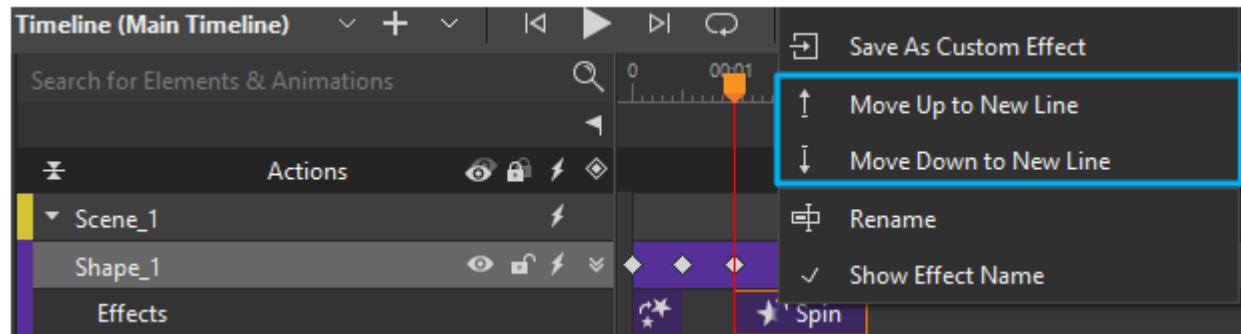 Timeline (Main Timeline)
Search for Elements & Animations
0 00:01
Actions
Scene_1
Shape_1
Effects
Spin
Save As Custom Effect
Move Up to New Line
Move Down to New Line
Rename
Show Effect Name